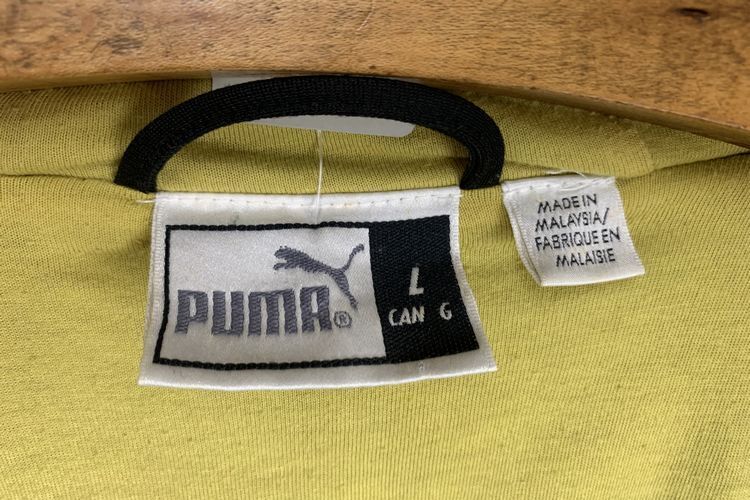 PUMA®
L
CAN G
MADE IN
MALAYSIA/
FABRIQUE EN
MALAISIE